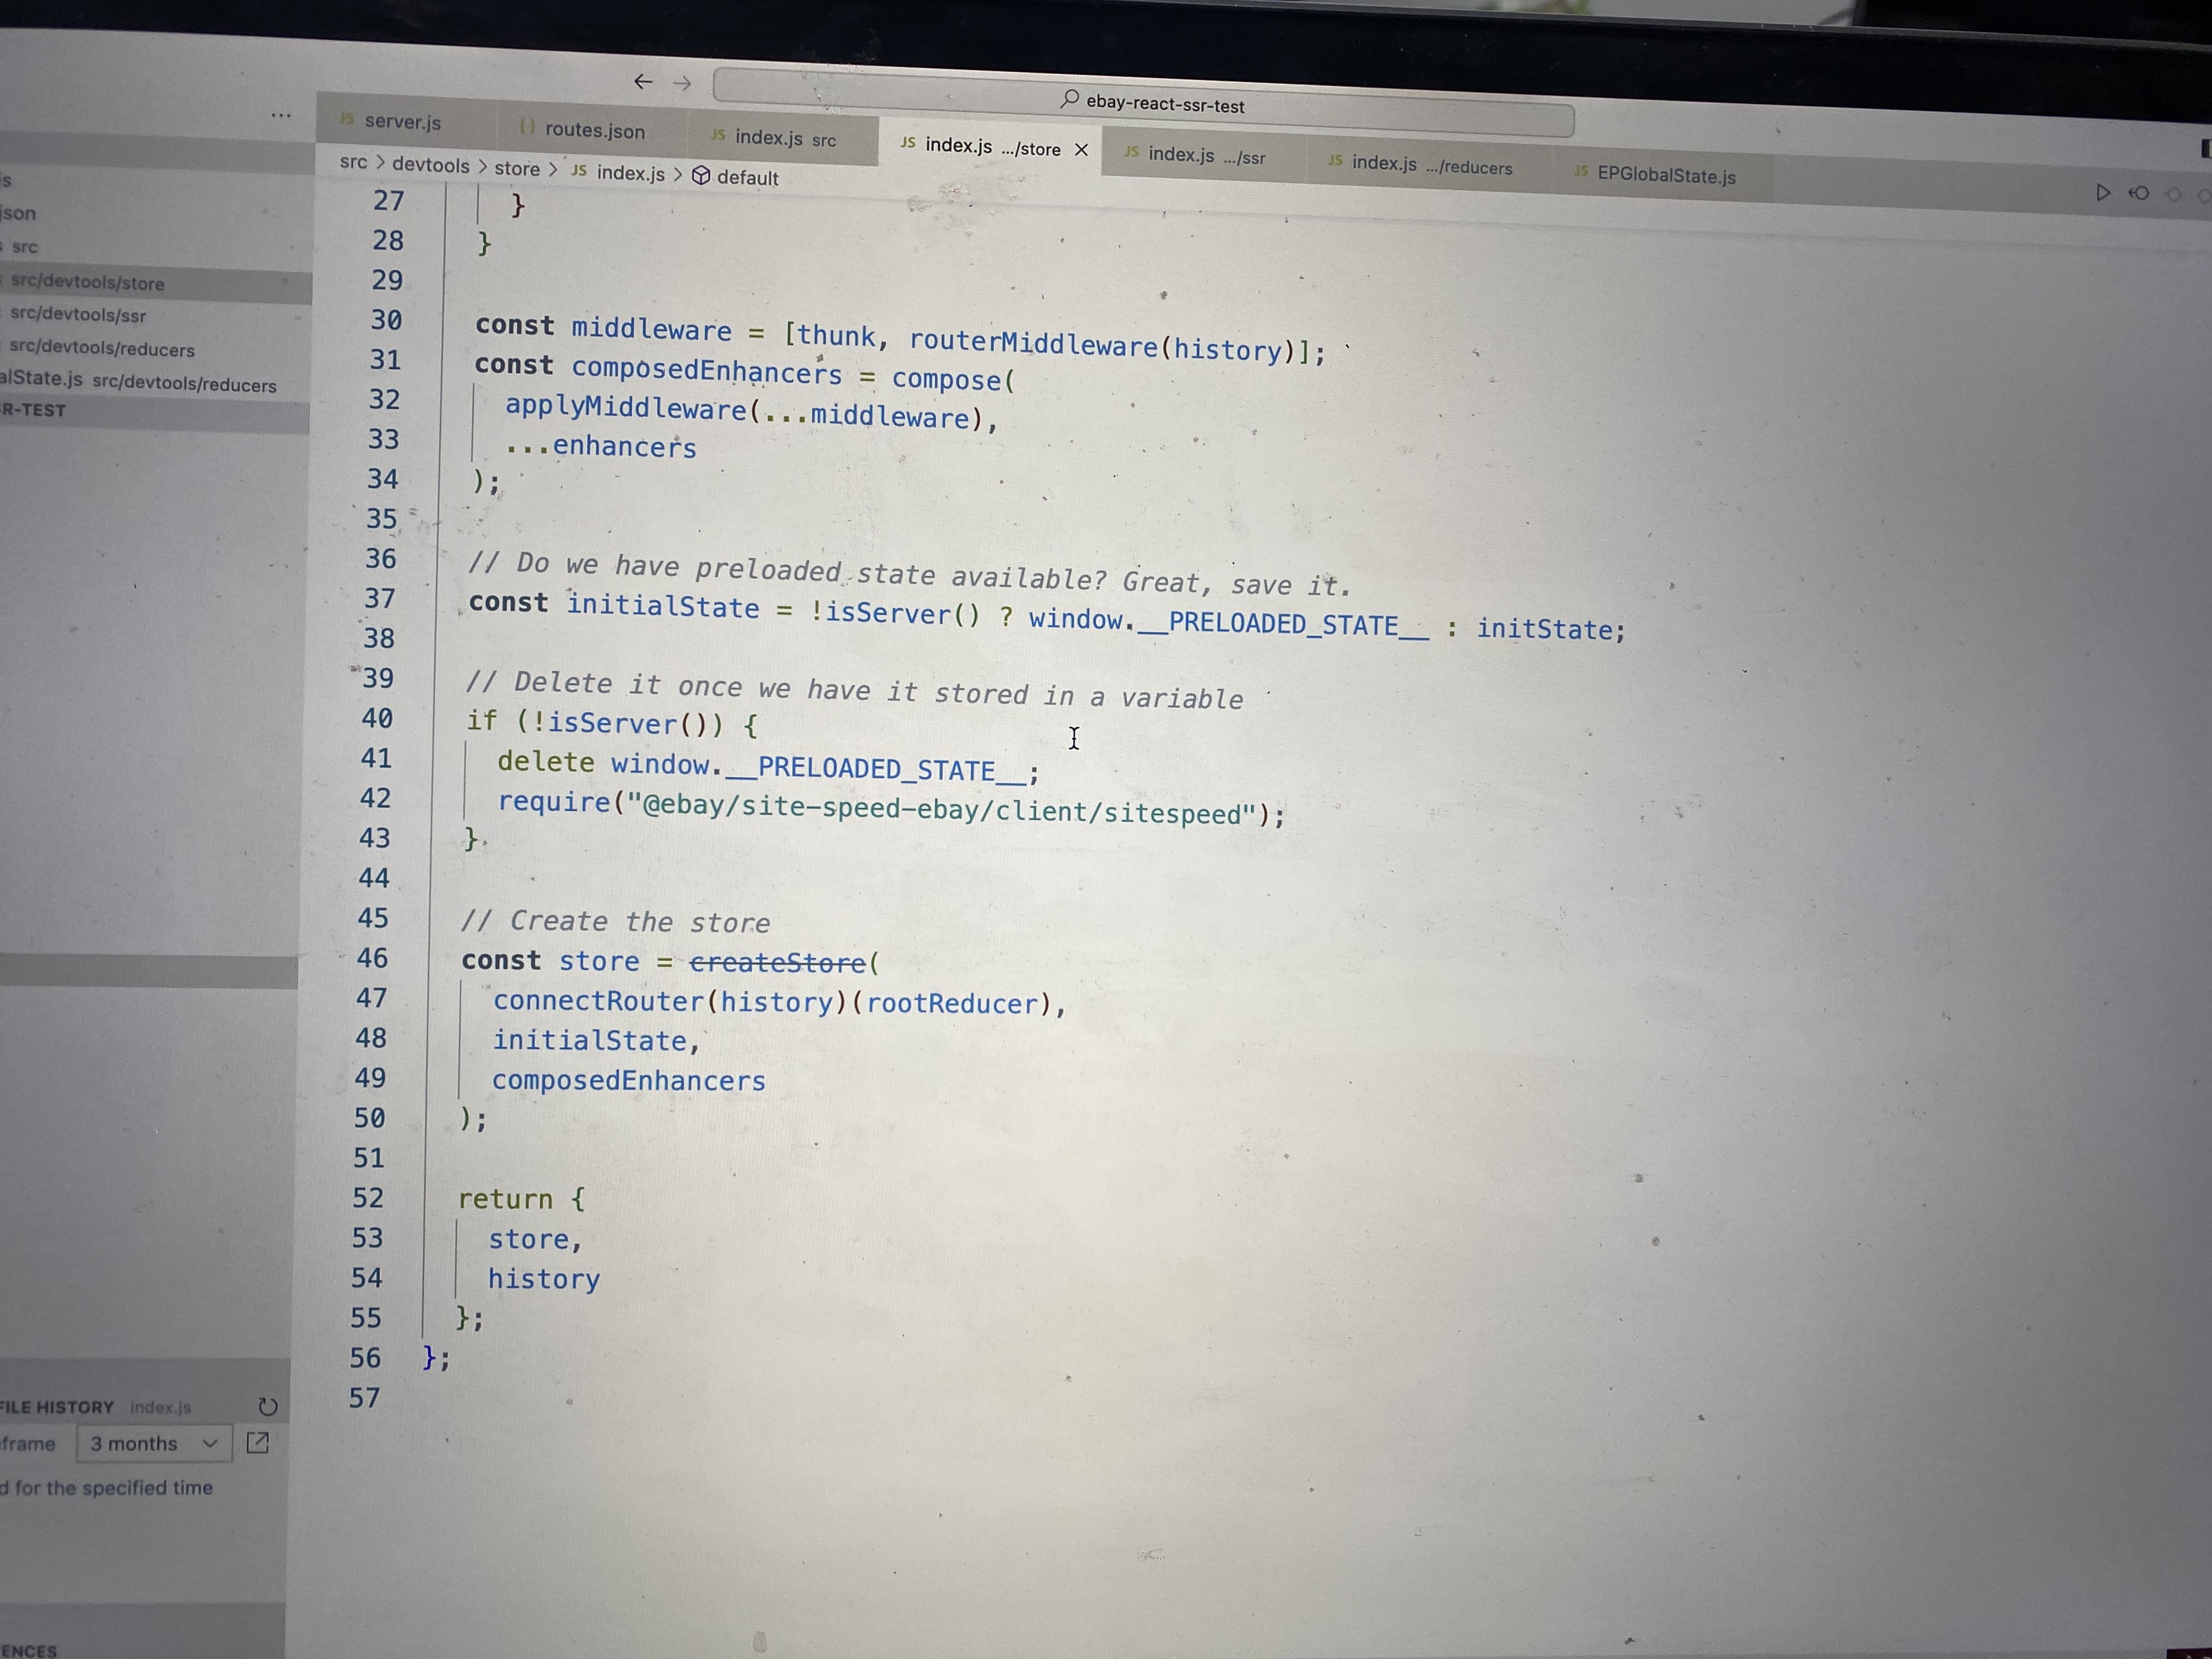 ebay-react-ssr-test
...
JS server.js
{} routes.json
JS index.js src
JS index.js .../store
JS index.js .../ssr
JS index.js .../reducers
JS EPGlobalState.js
src > devtools > store > JS index.js > default
s
son
src
src/devtools/store
src/devtools/ssr
src/devtools/reducers
alState.js src/devtools/reducers
R-TEST
27 }
28 }
29
30 const middleware = [thunk, routerMiddleware(history)];
31 const composedEnhancers = compose(
32 applyMiddleware(...middleware),
33 ...enhancers
34 );
35
36 // Do we have preloaded state available? Great, save it.
37 const initialState = !isServer() ? window.__PRELOADED_STATE__ : initState;
38
39 // Delete it once we have it stored in a variable
40 if (!isServer()) {
41 delete window.__PRELOADED_STATE__;
42 require("@ebay/site-speed-ebay/client/sitespeed");
43 }
44
45 // Create the store
46 const store = createStore(
47 connectRouter(history)(rootReducer),
48 initialState,
49 composedEnhancers
50 );
51
52 return {
53 store,
54 history
55 };
56 };
57
FILE HISTORY index.js
frame 3 months
d for the specified time
ENCES